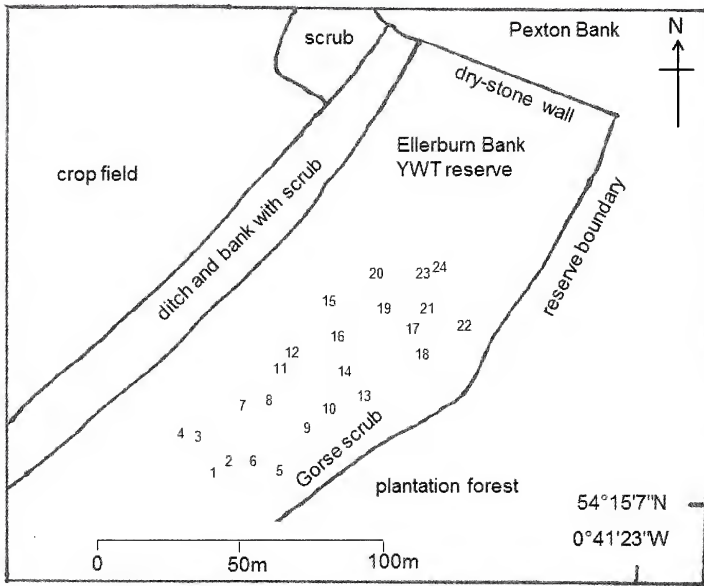 Pexton Bank
N
scrub
dry-stone wall
Ellerburn Bank
YWT reserve
crop field
ditch and bank with scrub
reserve boundary
20
23
24
15
19
21
16
17
22
12
18
11
14
7
8
13
10
4
3
9
2
6
5
1
Gorse scrub
plantation forest
54°15'7"N
0°41'23"W
0
50m
100m